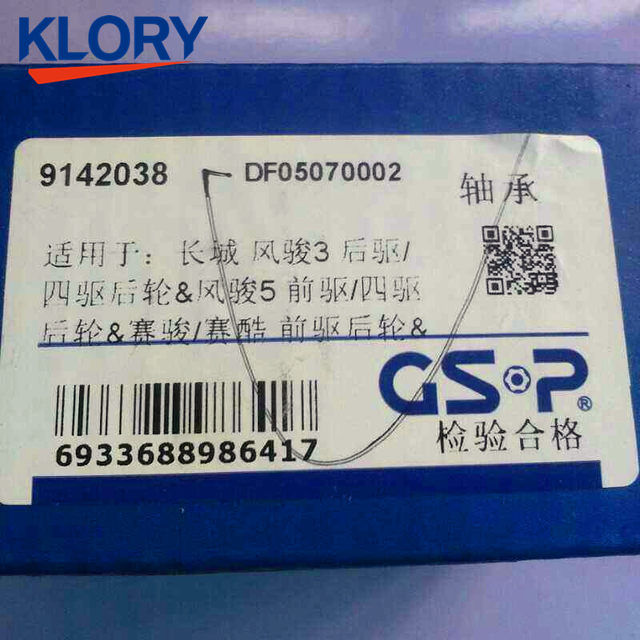 KLORY
9142038 DF05070002 轴承
适用于：长城 风骏3 后驱/
四驱后轮&风骏5 前驱/四驱
后轮&赛骏/赛酷 前驱后轮&
GSP®
6933688986417
检验合格